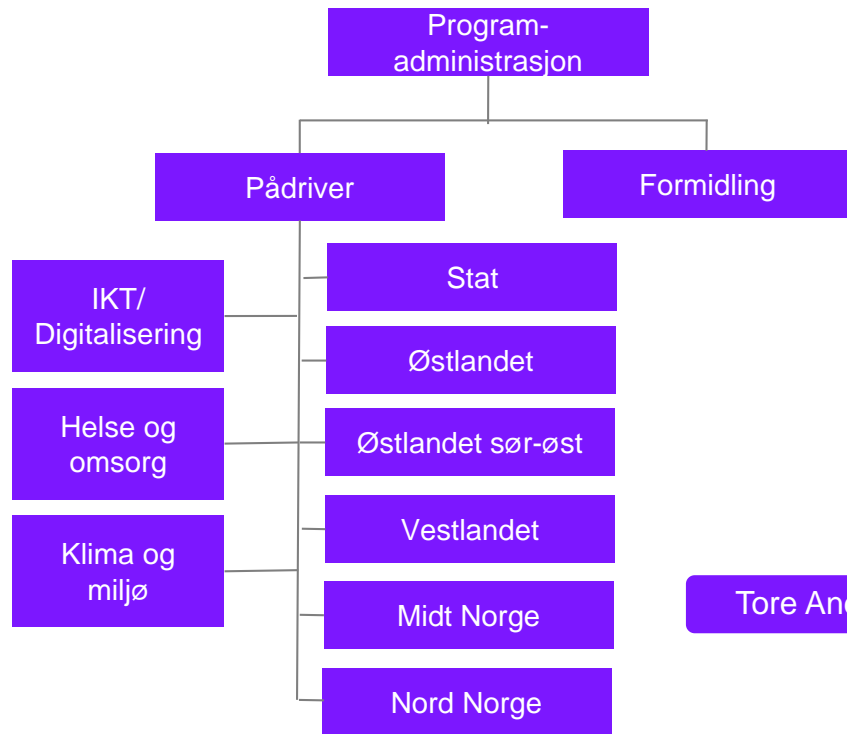 Program-
administrasjon
Pådriver
Formidling
IKT/
Digitalisering
Helse og
omsorg
Klima og
miljø
Stat
Østlandet
Østlandet sør-øst
Vestlandet
Midt Norge
Nord Norge
Tore